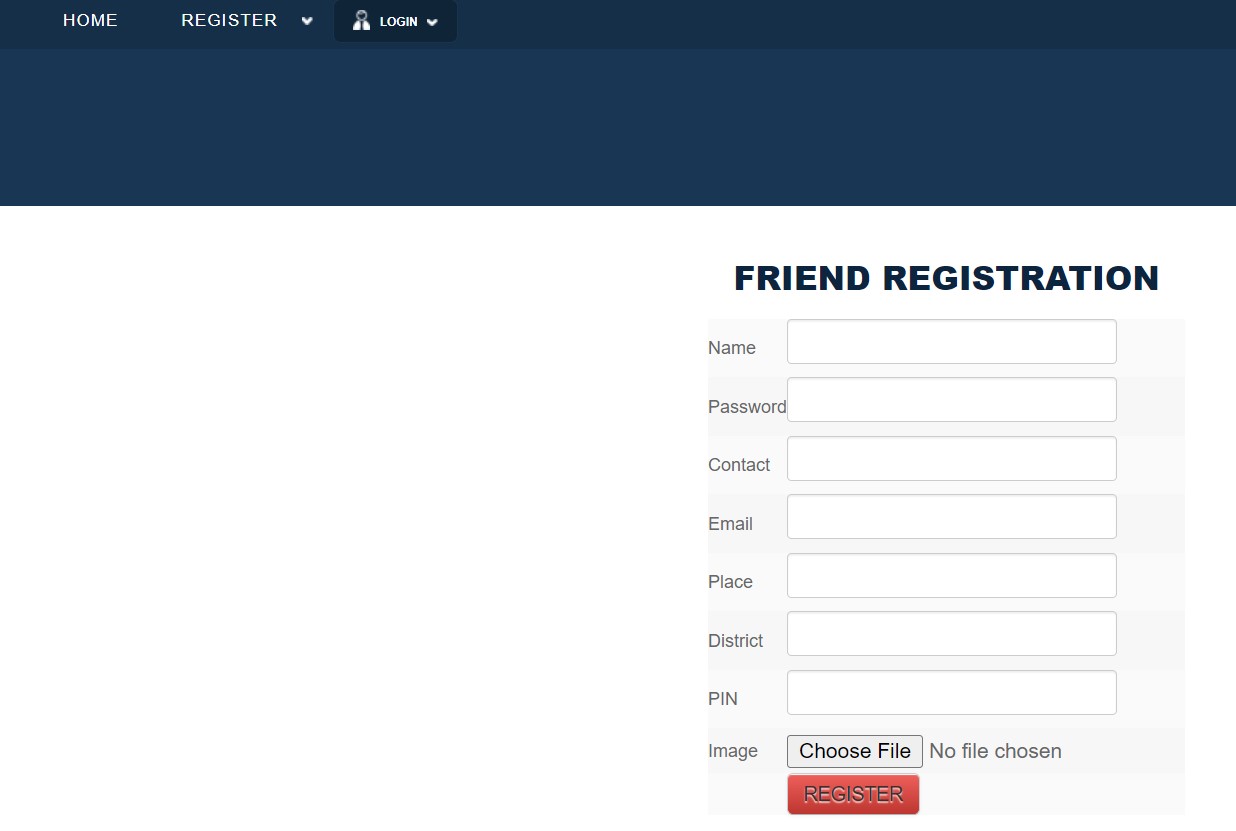 HOME REGISTER LOGIN
FRIEND REGISTRATION
Name
Password
Contact
Email
Place
District
PIN
Image Choose File No file chosen
REGISTER